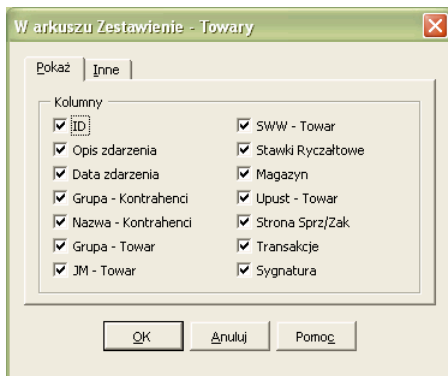 W arkuszu Zestawienie - Towary
Pokaż
Inne
Kolumny
ID
Opis zdarzenia
Data zdarzenia
Grupa - Kontrahenci
Nazwa - Kontrahenci
Grupa - Towar
JM - Towar
SWW - Towar
Stawki Ryczałtowe
Magazyn
Upust - Towar
Strona Sprz/Zak
Transakcje
Sygnatura
OK
Anuluj
Pomoc